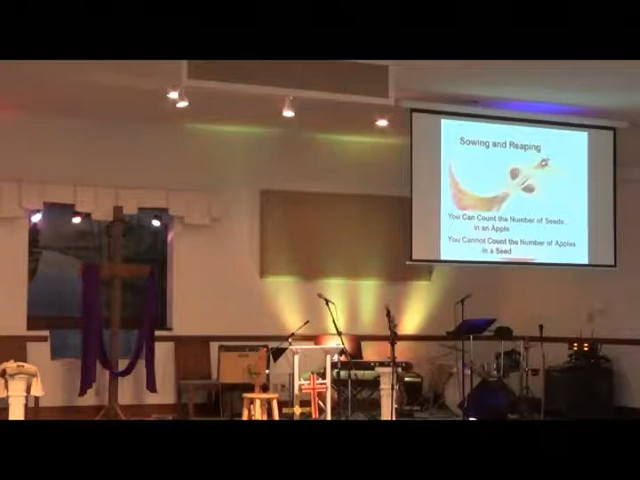 Sowing and Reaping
You Can Count the Number of Seeds
in an Apple
You Cannot Count the Number of Apples
in a Seed